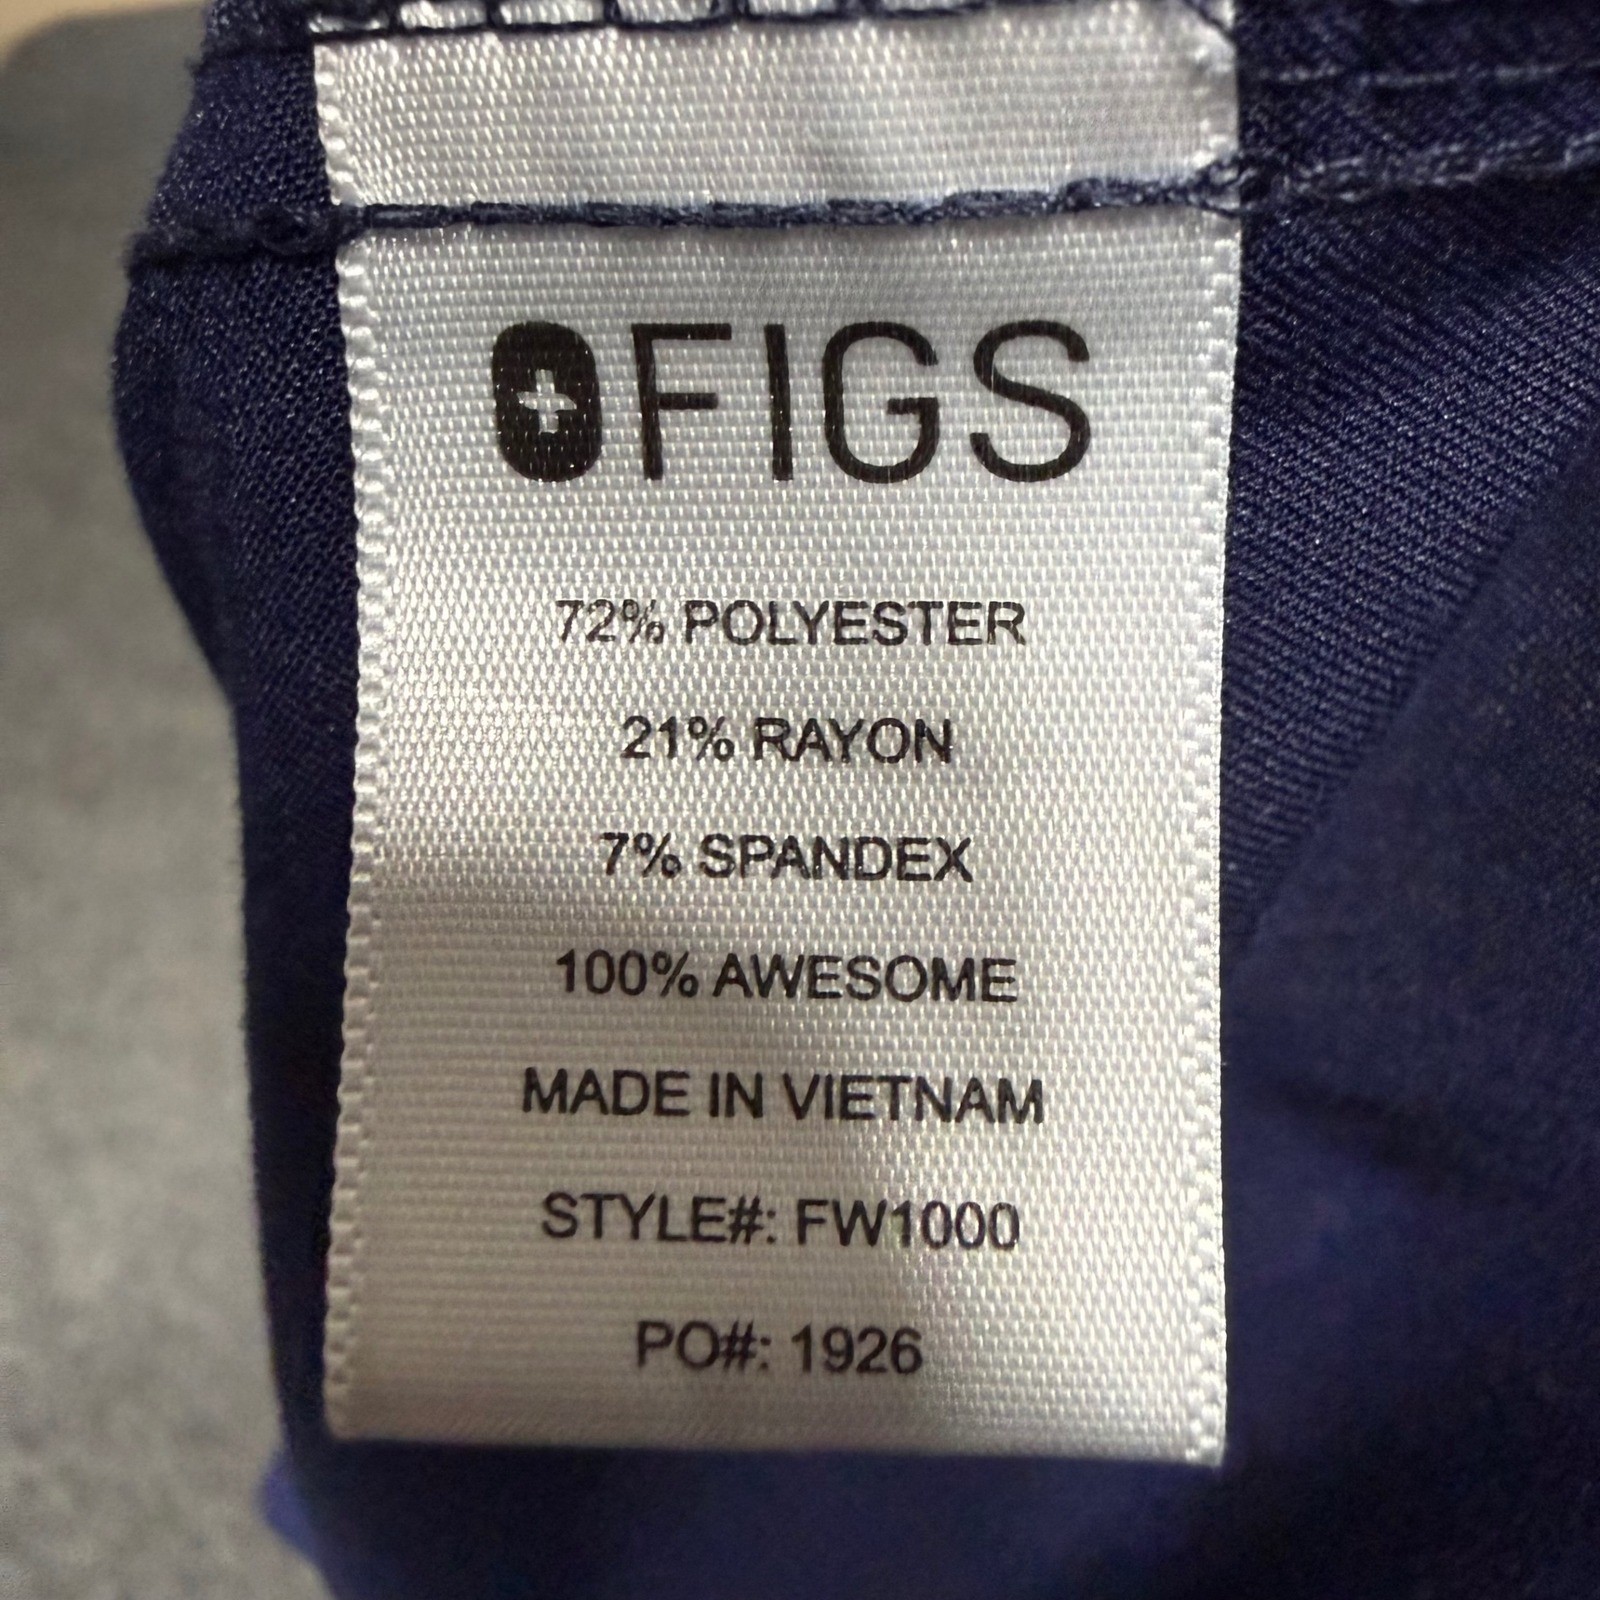 FIGS
72% POLYESTER
21% RAYON
7% SPANDEX
100% AWESOME
MADE IN VIETNAM
STYLE#: FW1000
PO#: 1926